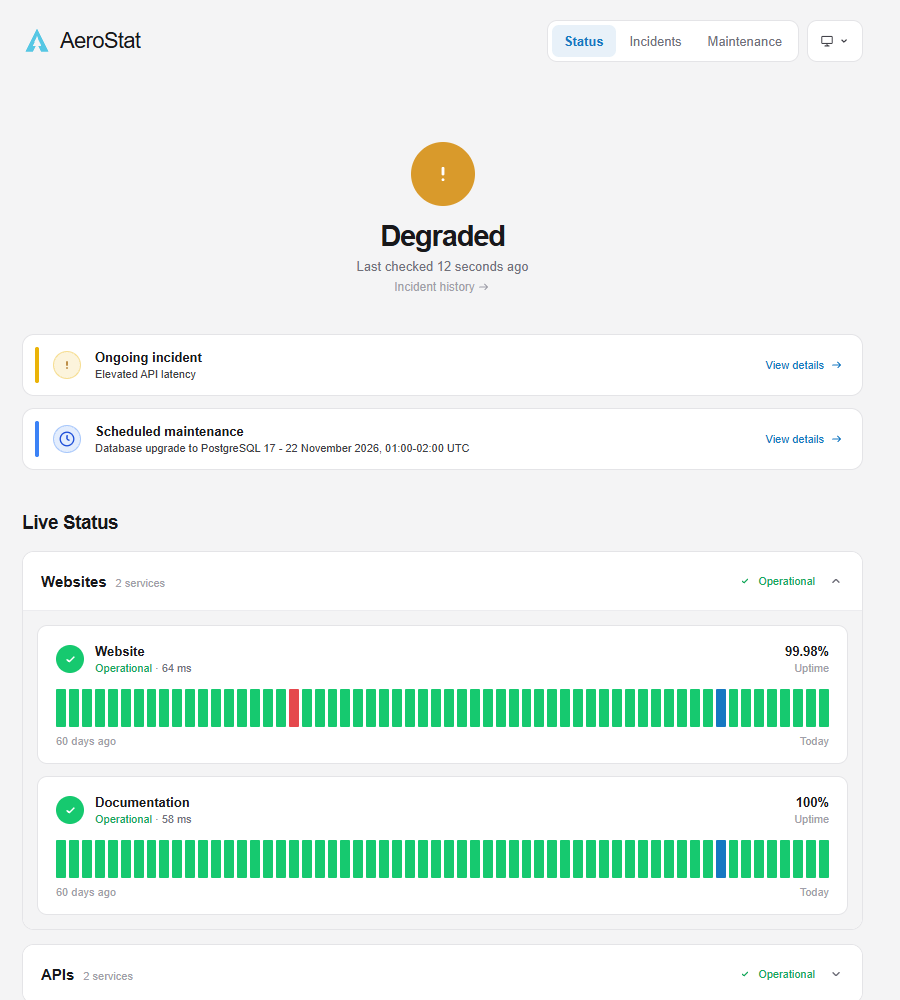 AeroStat
Status
Incidents
Maintenance
!
Degraded
Last checked 12 seconds ago
Incident history →
!
Ongoing incident
Elevated API latency
View details →
Scheduled maintenance
Database upgrade to PostgreSQL 17 - 22 November 2026, 01:00-02:00 UTC
View details →
Live Status
Websites 2 services
Operational
Website
Operational · 64 ms
99.98%
Uptime
60 days ago
Today
Documentation
Operational · 58 ms
100%
Uptime
60 days ago
Today
APIs 2 services
Operational